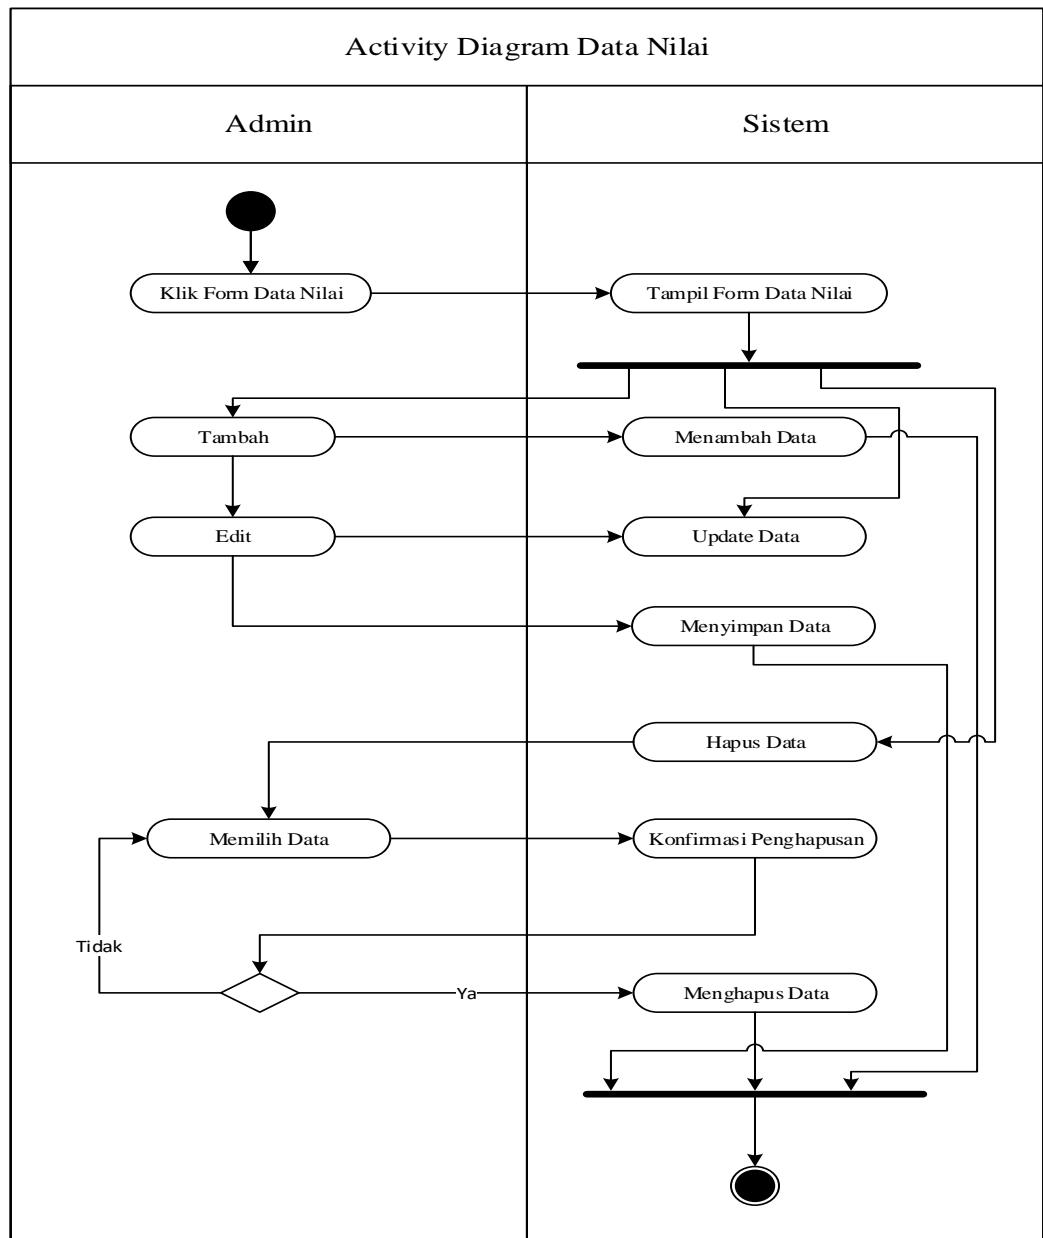 Activity Diagram Data Nilai
Admin
Sistem
Klik Form Data Nilai
Tampil Form Data Nilai
Tambah
Menambah Data
Edit
Update Data
Menyimpan Data
Hapus Data
Memilih Data
Konfirmasi Penghapusan
Tidak
Ya
Menghapus Data